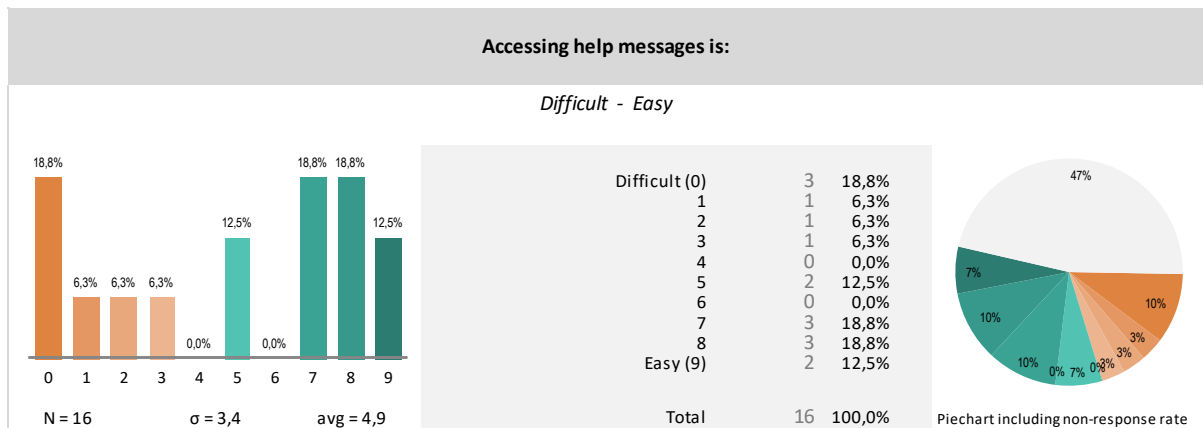 Accessing help messages is:
Difficult - Easy
18,8%
6,3%
6,3%
6,3%
0,0%
12,5%
0,0%
18,8%
18,8%
12,5%
0 1 2 3 4 5 6 7 8 9
N = 16 σ = 3,4 avg = 4,9
Difficult (0) 3 18,8%
1 1 6,3%
2 1 6,3%
3 1 6,3%
4 0 0,0%
5 2 12,5%
6 0 0,0%
7 3 18,8%
8 3 18,8%
Easy (9) 2 12,5%
Total 16 100,0%
47%
10%
3%
3%
3%
0%
7%
0%
10%
10%
7%
Piechart including non-response rate